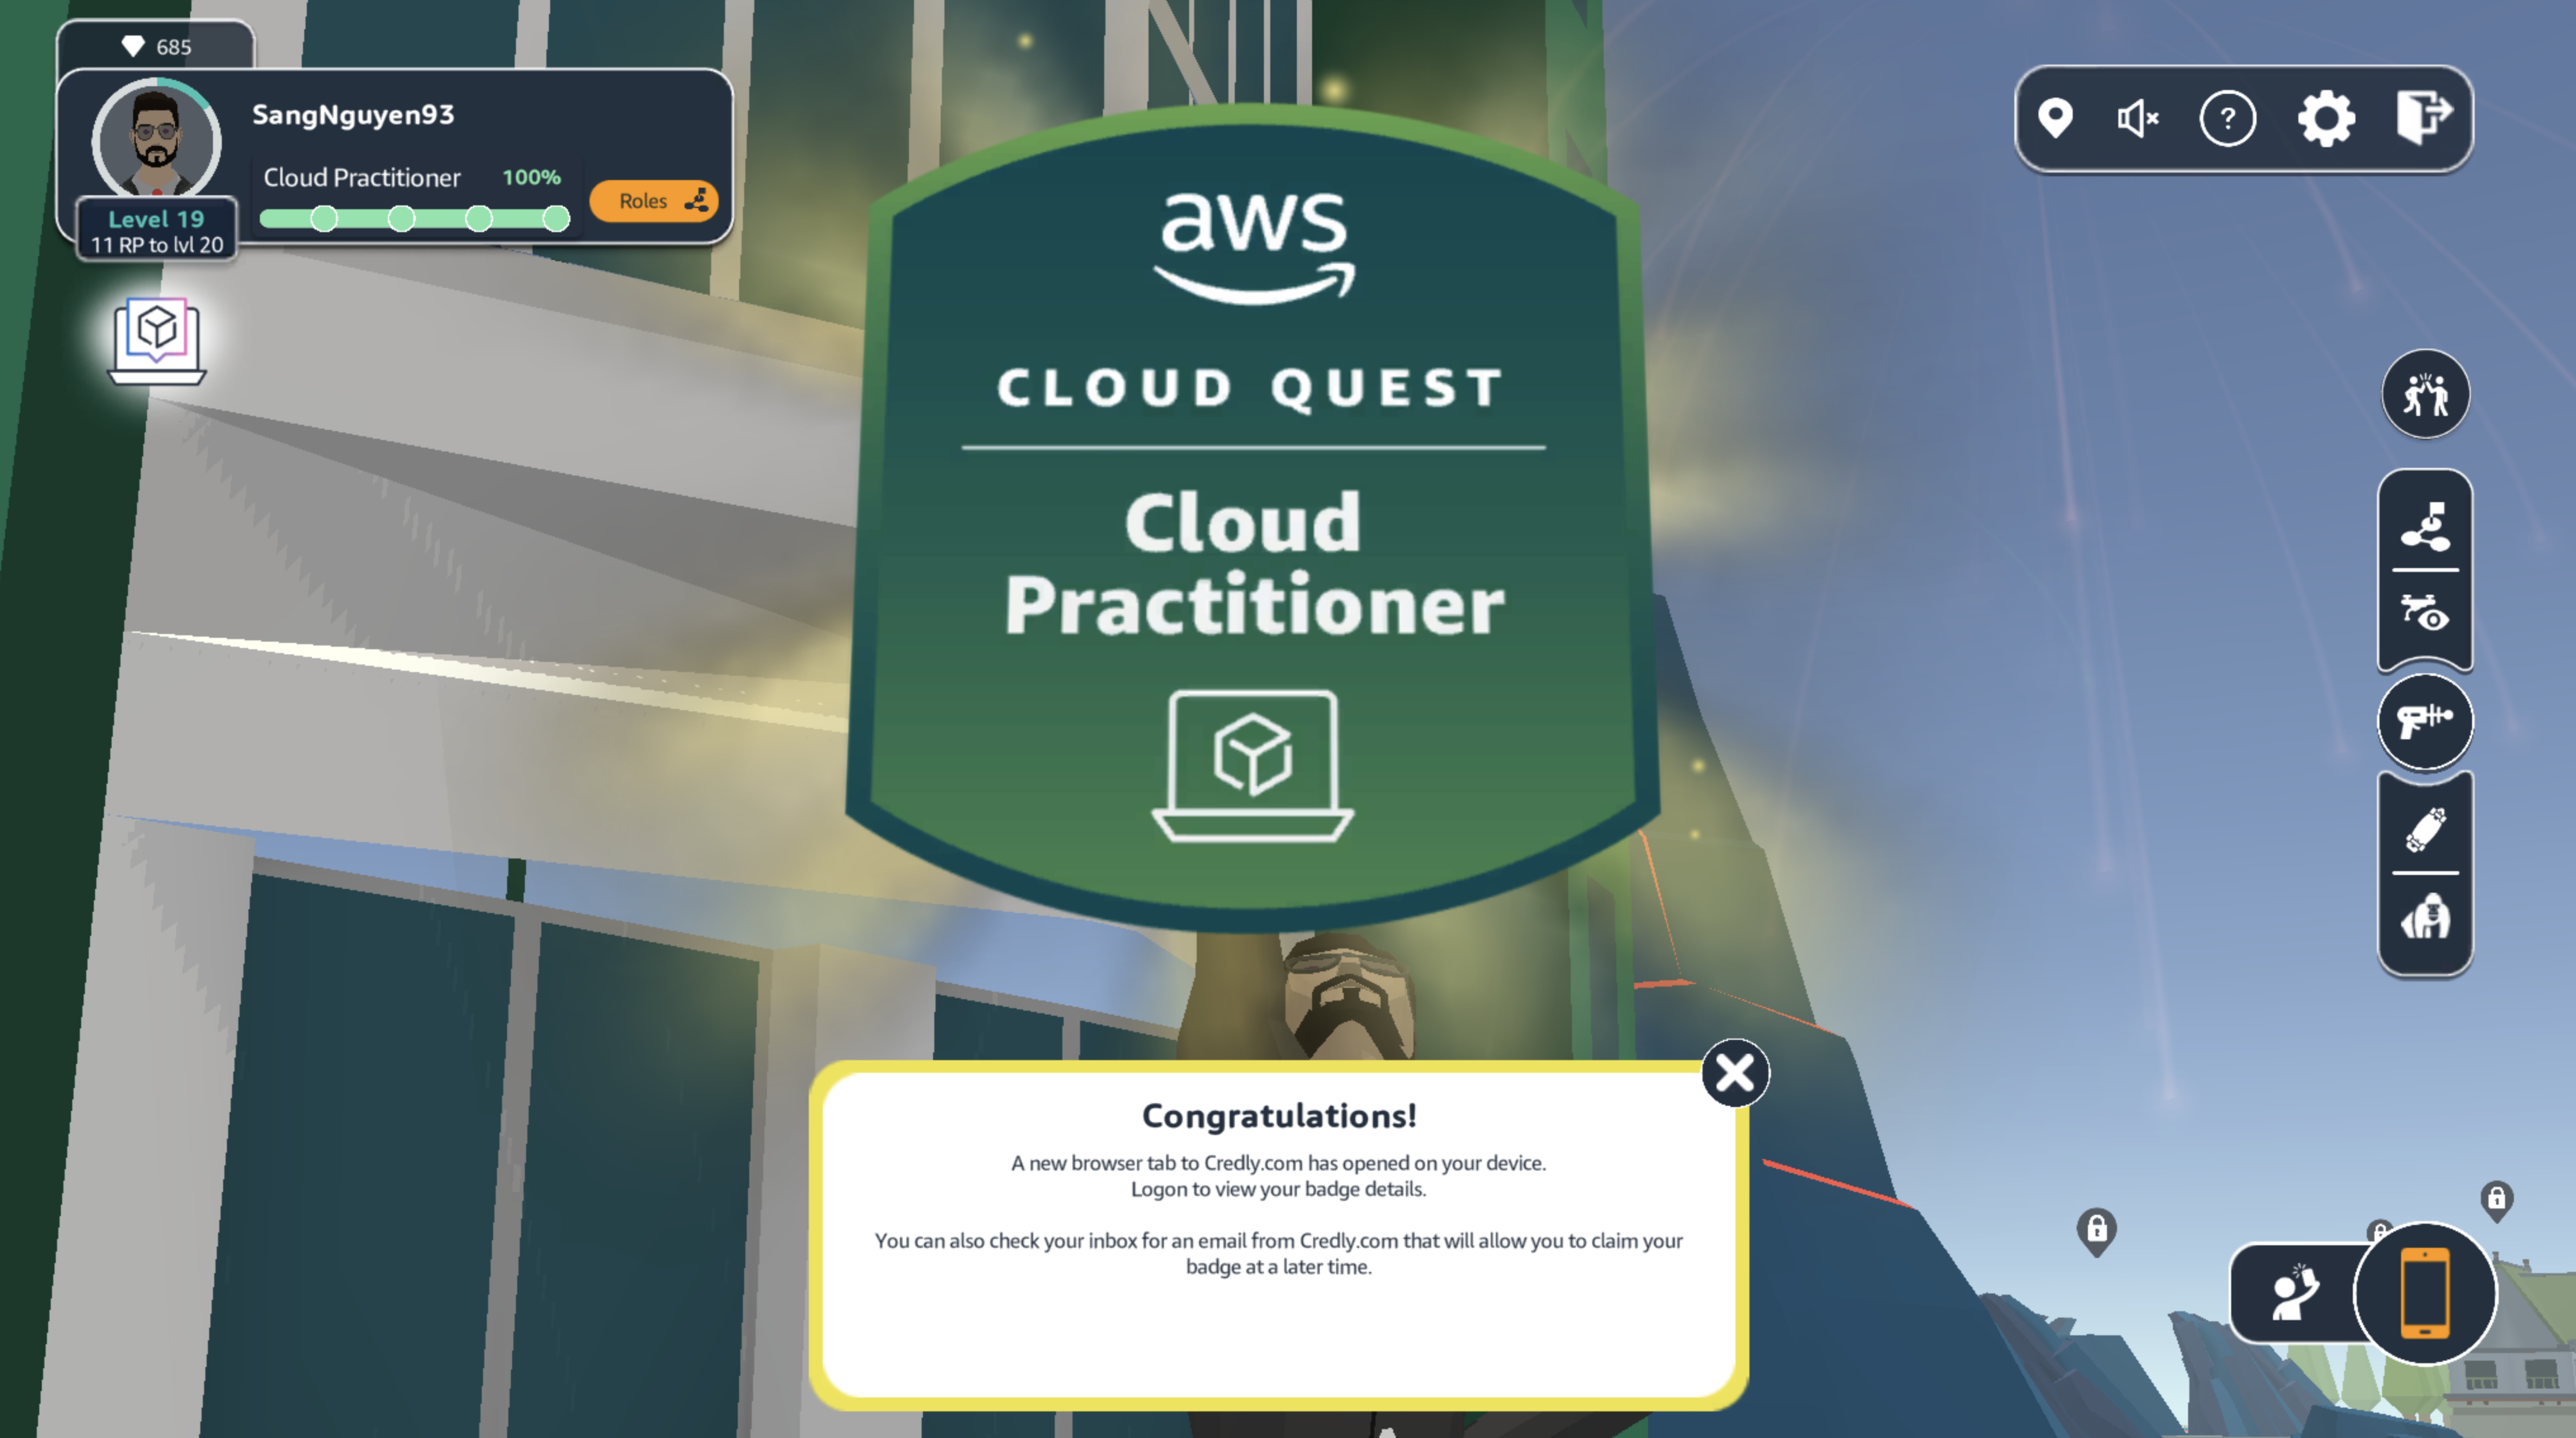 685
SangNguyen93
Cloud Practitioner 100%
Roles
Level 19
11 RP to lvl 20
?
aws
CLOUD QUEST
Cloud
Practitioner
Congratulations!
A new browser tab to Credly.com has opened on your device.
Logon to view your badge details.
You can also check your inbox for an email from Credly.com that will allow you to claim your
badge at a later time.